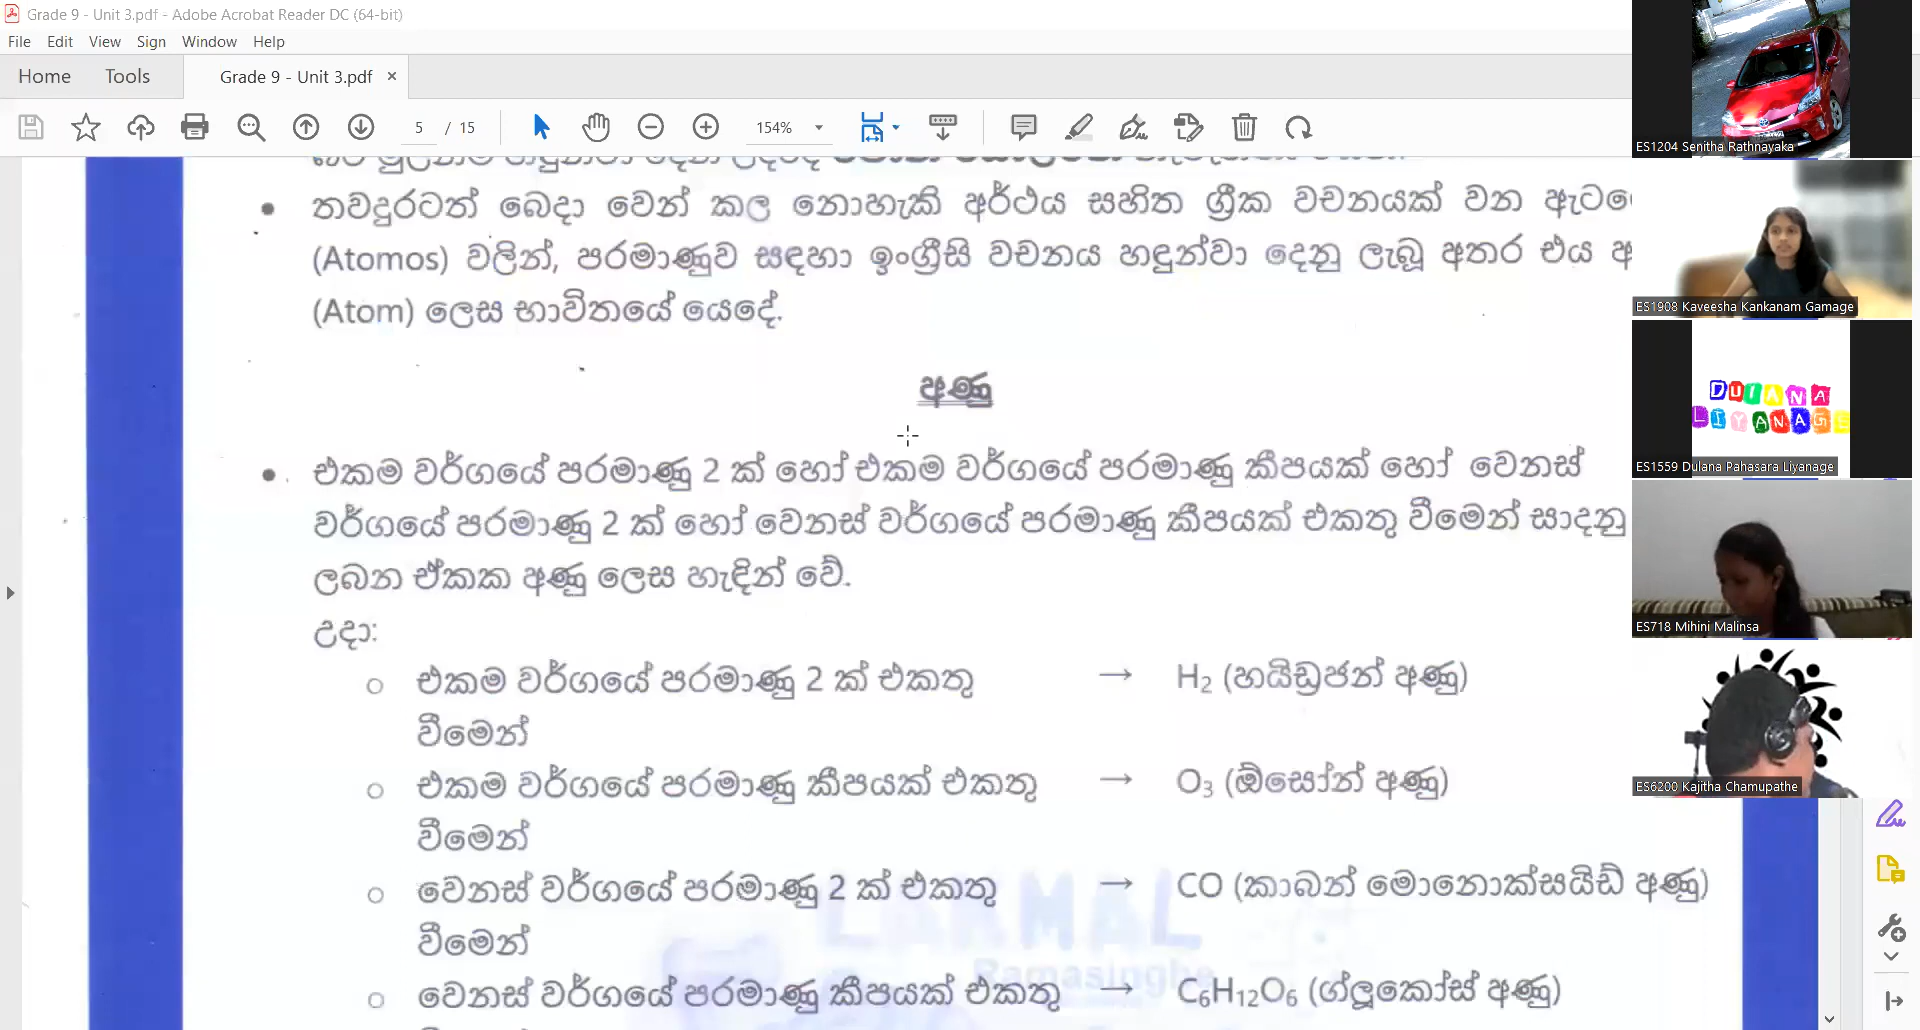 Grade 9 - Unit 3.pdf - Adobe Acrobat Reader DC (64-bit)
File Edit View Sign Window Help
Home Tools Grade 9 - Unit 3.pdf ×
5 / 15 154%
තවදුරටත් බෙදා වෙන් කල නොහැකි අර්ථය සහිත ග්‍රීක වචනයක් වන
(Atomos) වලින්, පරමාණුව සඳහා ඉංග්‍රීසි වචනය හඳුන්වා දෙනු ලැබූ අතර එය
(Atom) ලෙස භාවිතයේ යෙදේ.
අණු
එකම වර්ගයේ පරමාණු 2 ක් හෝ එකම වර්ගයේ පරමාණු කීපයක් හෝ වෙනස්
වර්ගයේ පරමාණු 2 ක් හෝ වෙනස් වර්ගයේ පරමාණු කීපයක් එකතු වීමෙන් සාදනු
ලබන ඒකක අණු ලෙස හැඳින් වේ.
උදා:
එකම වර්ගයේ පරමාණු 2 ක් එකතු → H₂ (හයිඩ්‍රජන් අණු)
වීමෙන්
එකම වර්ගයේ පරමාණු කීපයක් එකතු → O₃ (ඕසෝන් අණු)
වීමෙන්
වෙනස් වර්ගයේ පරමාණු 2 ක් එකතු → CO (කාබන් මොනොක්සයිඩ් අණු)
වීමෙන්
වෙනස් වර්ගයේ පරමාණු කීපයක් එකතු → C₆H₁₂O₆ (ග්ලූකෝස් අණු)
LAKMAL
Ramasinghe
ES1204 Senitha Rathnayaka
ES1908 Kaveesha Kankanam Gamage
DULANA
LIYANAGE
ES1559 Dulana Pahasara Liyanage
ES718 Mihini Malinsa
ES6200 Kajitha Chamupathe